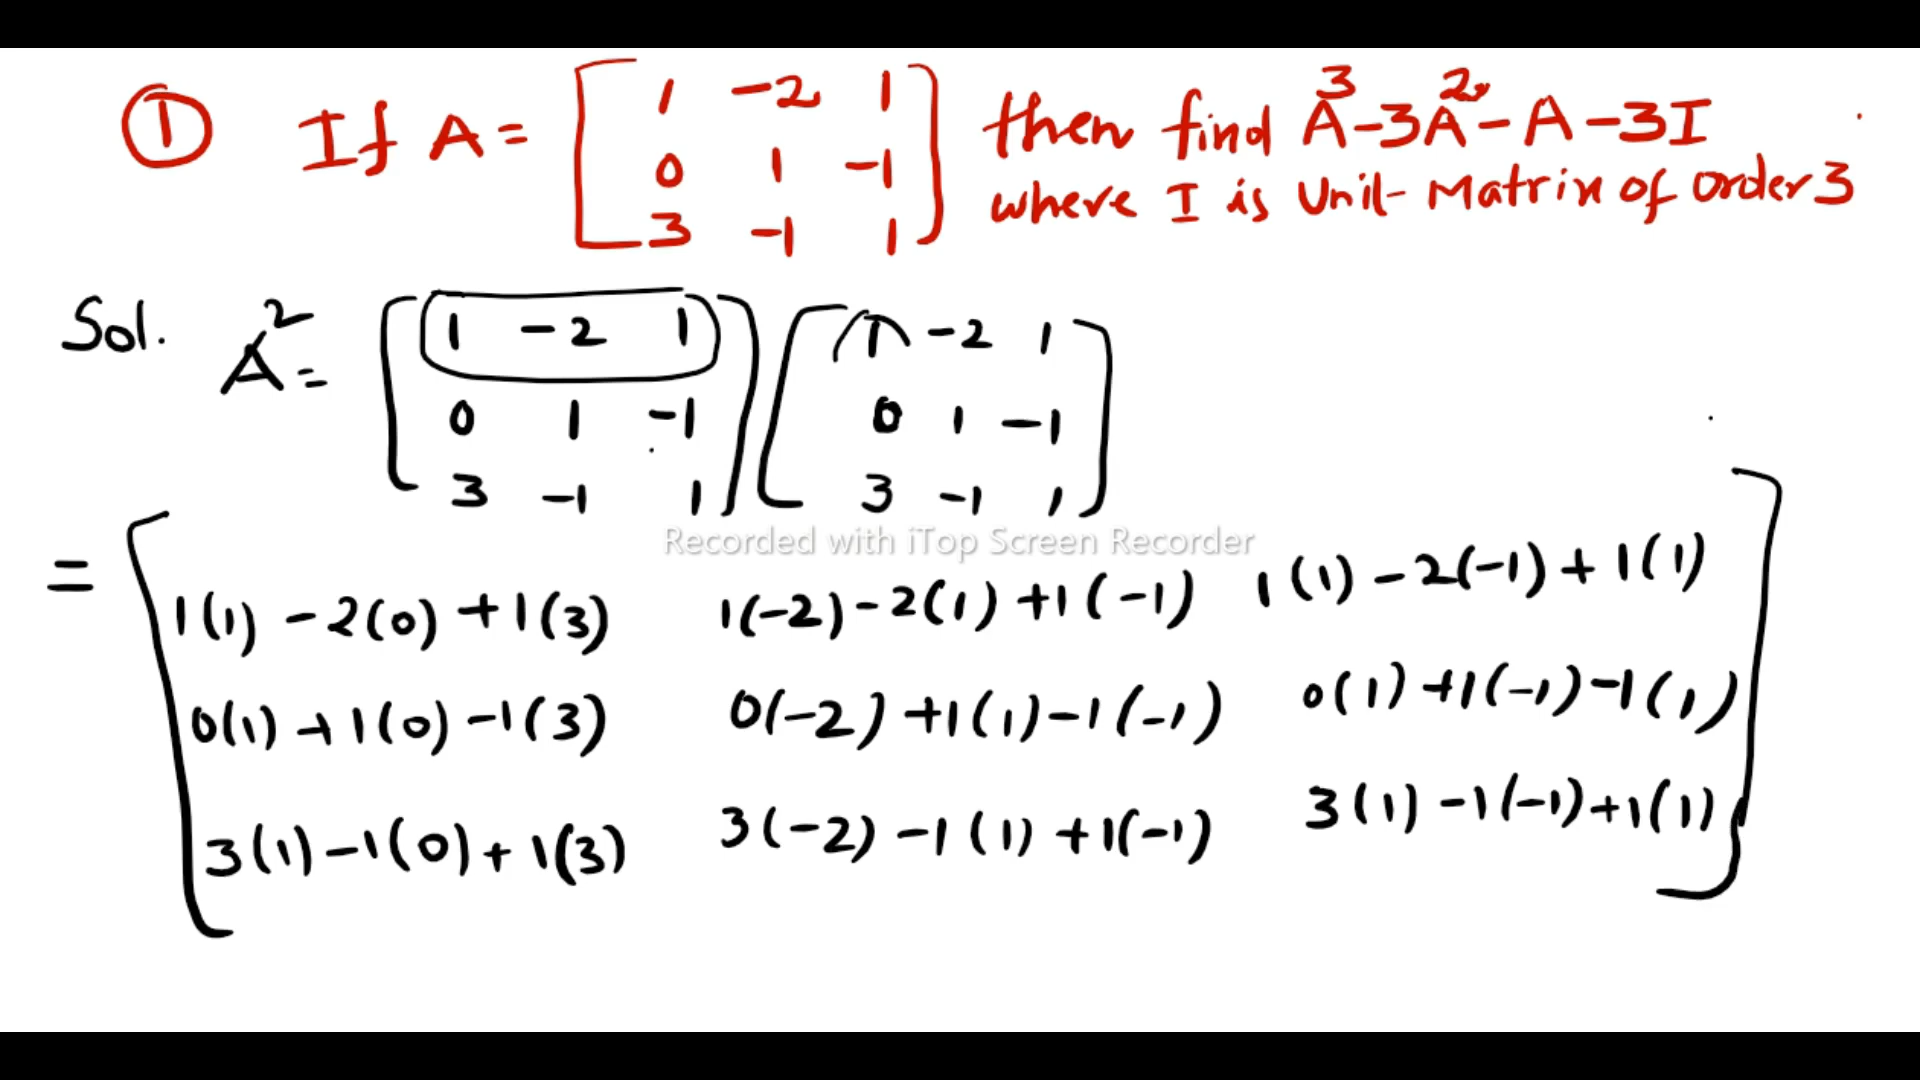 ① If A = [ 1 -2 1 then find A³-3A²-A-3I
0 1 -1 where I is Unit- Matrix of order 3
3 -1 1 ]
Sol. A² = [ 1 -2 1 ] [ 1 -2 1 ]
0 1 -1 0 1 -1
3 -1 1 3 -1 1
Recorded with iTop Screen Recorder
= [ 1(1) -2(0) +1(3) 1(-2)-2(1)+1(-1) 1(1)-2(-1)+1(1)
0(1)+1(0)-1(3) 0(-2)+1(1)-1(-1) 0(1)+1(-1)-1(1)
3(1)-1(0)+1(3) 3(-2)-1(1)+1(-1) 3(1)-1(-1)+1(1) ]